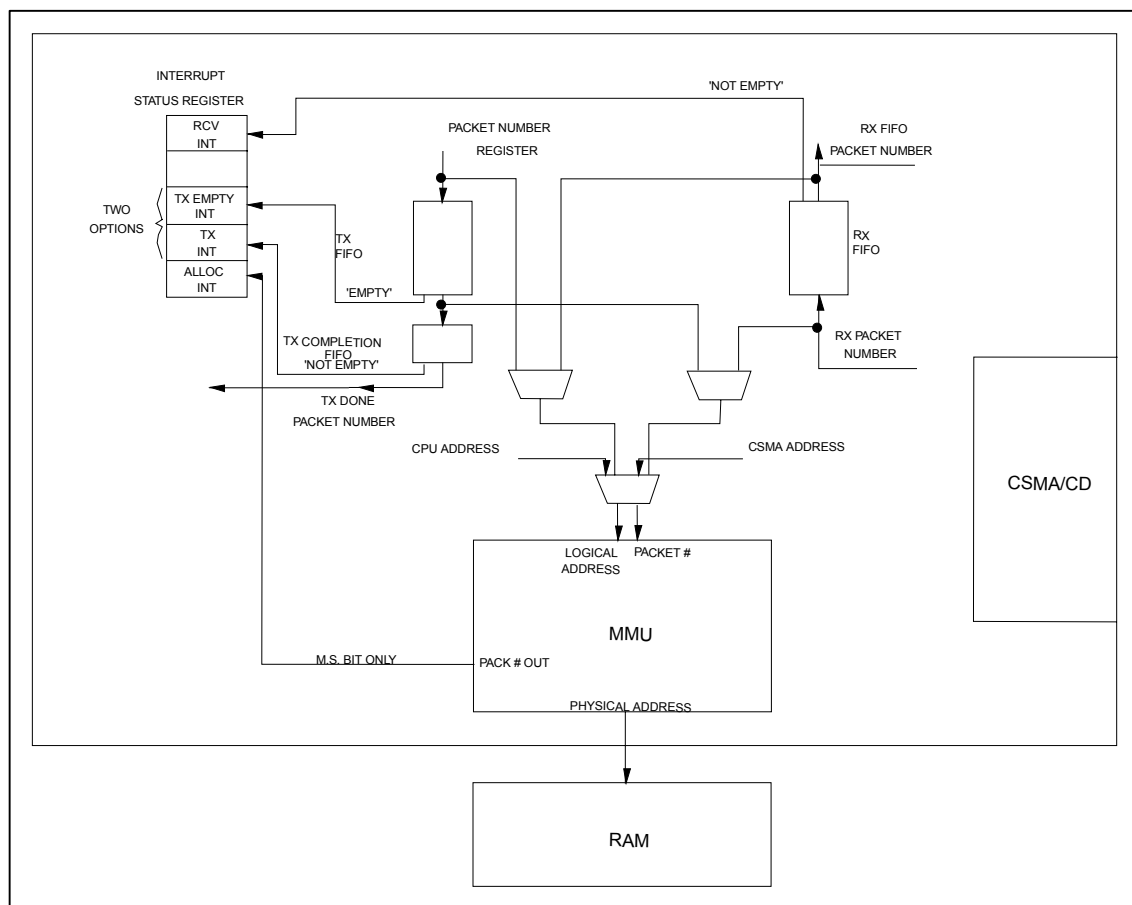 INTERRUPT
STATUS REGISTER
RCV
INT
TX EMPTY
INT
TX
INT
ALLOC
INT
TWO
OPTIONS
'NOT EMPTY'
PACKET NUMBER
REGISTER
RX FIFO
PACKET NUMBER
TX
FIFO
RX
FIFO
'EMPTY'
TX COMPLETION
FIFO
'NOT EMPTY'
RX PACKET
NUMBER
TX DONE
PACKET NUMBER
CPU ADDRESS
CSMA ADDRESS
CSMA/CD
LOGICAL
ADDRESS
PACKET #
MMU
M.S. BIT ONLY
PACK # OUT
PHYSICAL ADDRESS
RAM